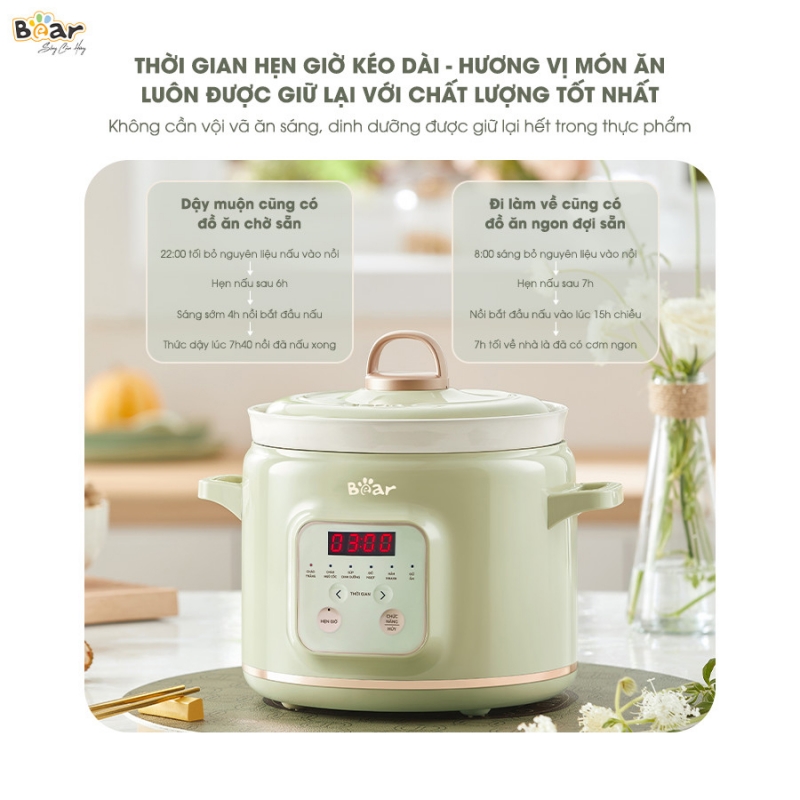 Bear
Sống Còn Hàng
THỜI GIAN HẸN GIỜ KÉO DÀI - HƯƠNG VỊ MÓN ĂN
LUÔN ĐƯỢC GIỮ LẠI VỚI CHẤT LƯỢNG TỐT NHẤT
Không cần vội vã ăn sáng, dinh dưỡng được giữ lại hết trong thực phẩm
Dậy muộn cũng có
đồ ăn chờ sẵn
22:00 tối bỏ nguyên liệu nấu vào nồi
Hẹn nấu sau 6h
Sáng sớm 4h nồi bắt đầu nấu
Thức dậy lúc 7h40 nồi đã nấu xong
Đi làm về cũng có
đồ ăn ngon đợi sẵn
8:00 sáng bỏ nguyên liệu vào nồi
Hẹn nấu sau 7h
Nồi bắt đầu nấu vào lúc 15h chiều
7h tối về nhà là đã có cơm ngon
Bear
03:00
THỜI GIAN
HẸN GIỜ
CHỨC
NĂNG